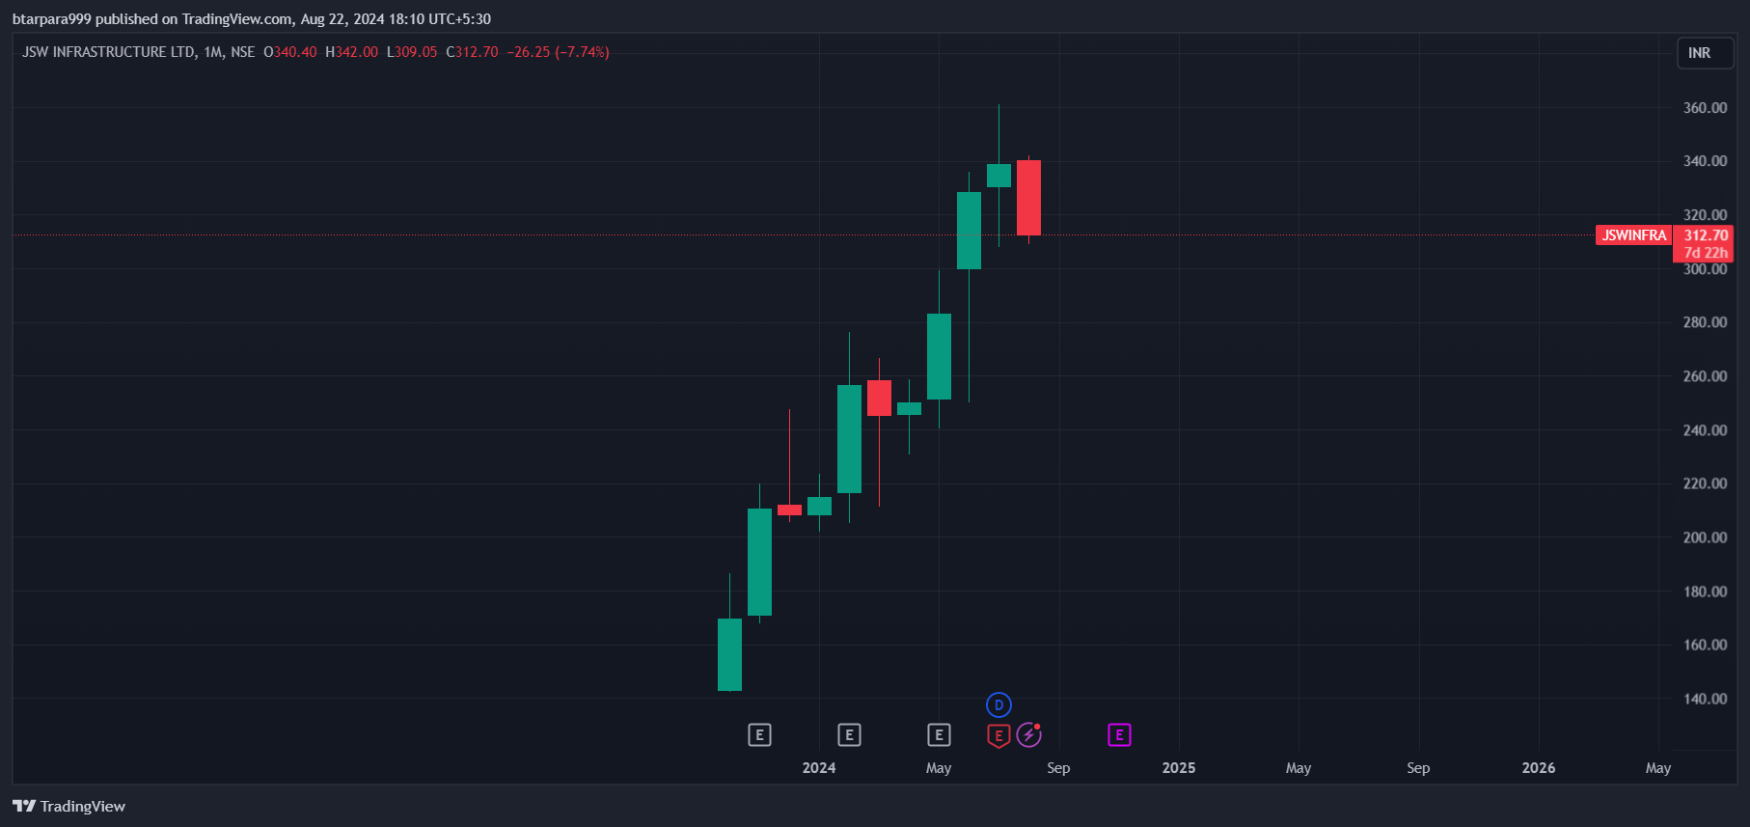 btarpara999 published on TradingView.com, Aug 22, 2024 18:10 UTC+5:30
JSW INFRASTRUCTURE LTD, 1M, NSE O340.40 H342.00 L309.05 C312.70 −26.25 (−7.74%)
INR
360.00
340.00
320.00
JSWINFRA 312.70
7d 22h
300.00
280.00
260.00
240.00
220.00
200.00
180.00
160.00
140.00
D
E E E E E
2024 May Sep 2025 May Sep 2026 May
TradingView